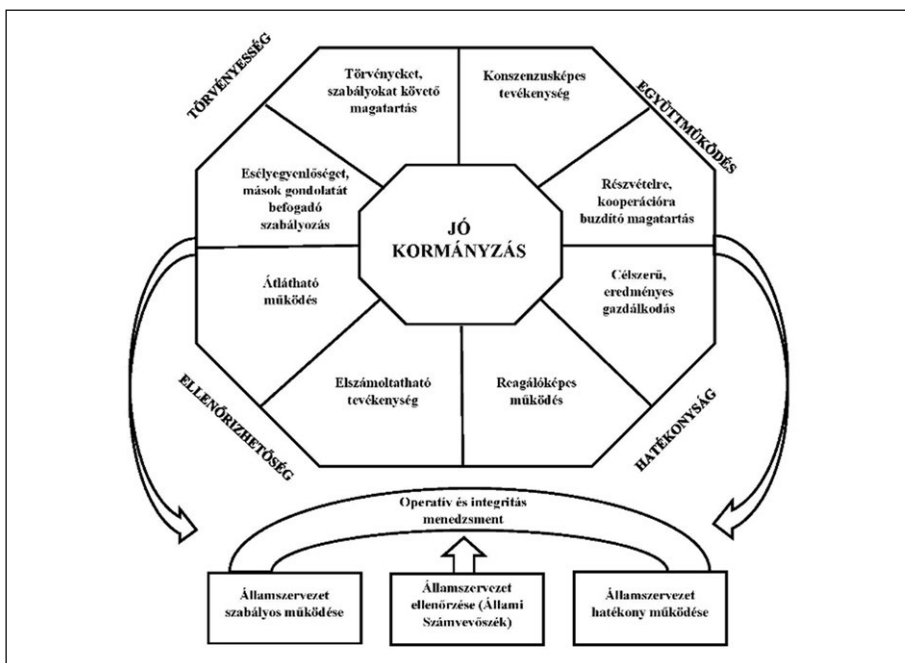 TÖRVÉNYESSÉG
EGYÜTTMŰKÖDÉS
Törvényeket,
szabályokat követő
magatartás
Konszenzusképes
tevékenység
Esélyegyenlőséget,
mások gondolatát
befogadó
szabályozás
Részvételre,
kooperációra
buzdító magatartás
JÓ
KORMÁNYZÁS
Átlátható
működés
Célszerű,
eredményes
gazdálkodás
Elszámoltatható
tevékenység
Reagálóképes
működés
ELLENŐRIZHETŐSÉG
HATÉKONYSÁG
Operatív és integritás
menedzsment
Államszervezet
szabályos működése
Államszervezet
ellenőrzése (Állami
Számvevőszék)
Államszervezet
hatékony működése